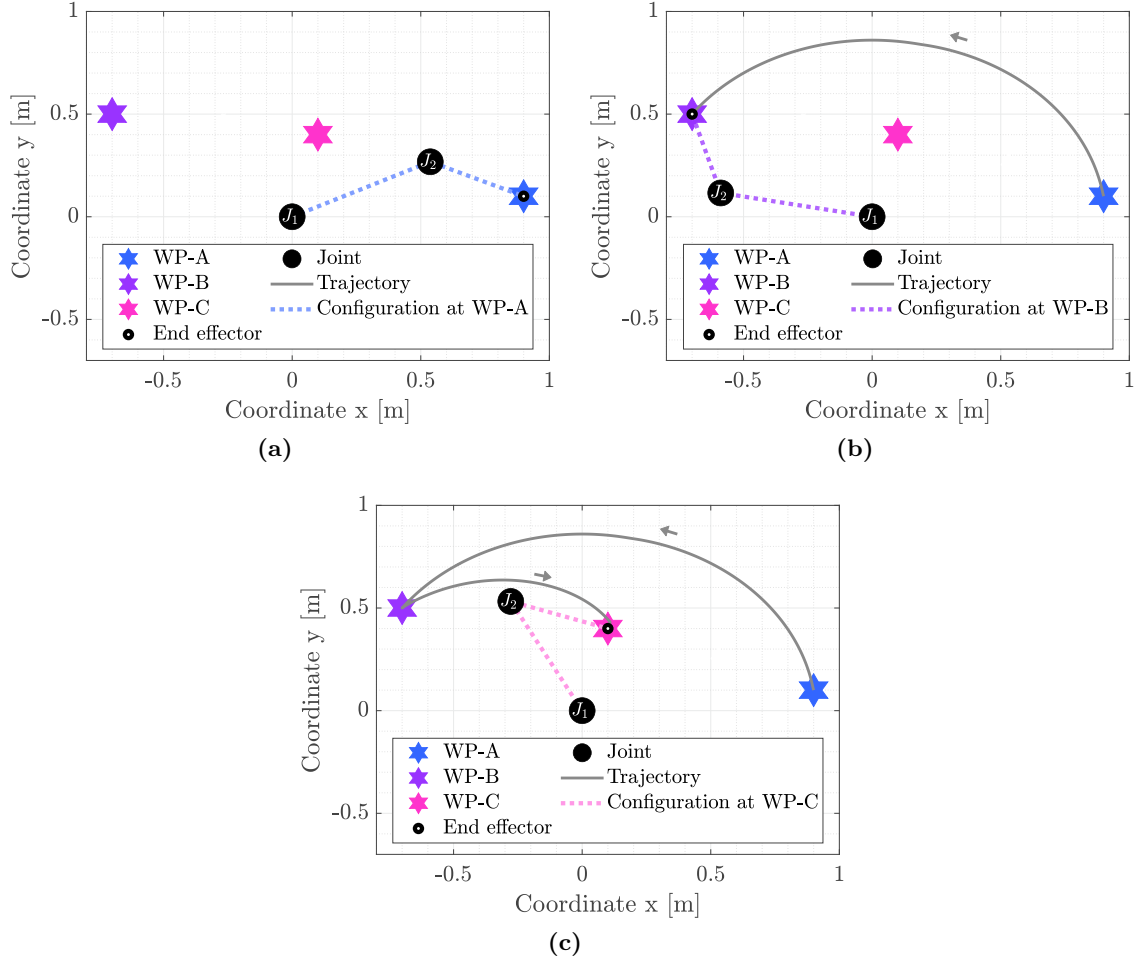 1
0.5
0
-0.5
Coordinate y [m]
J1
J2
WP-A
WP-B
WP-C
End effector
Joint
Trajectory
Configuration at WP-A
-0.5
0
0.5
1
Coordinate x [m]
(a)
1
0.5
0
-0.5
Coordinate y [m]
J2
J1
WP-A
WP-B
WP-C
End effector
Joint
Trajectory
Configuration at WP-B
-0.5
0
0.5
1
Coordinate x [m]
(b)
1
0.5
0
-0.5
Coordinate y [m]
J2
J1
WP-A
WP-B
WP-C
End effector
Joint
Trajectory
Configuration at WP-C
-0.5
0
0.5
1
Coordinate x [m]
(c)